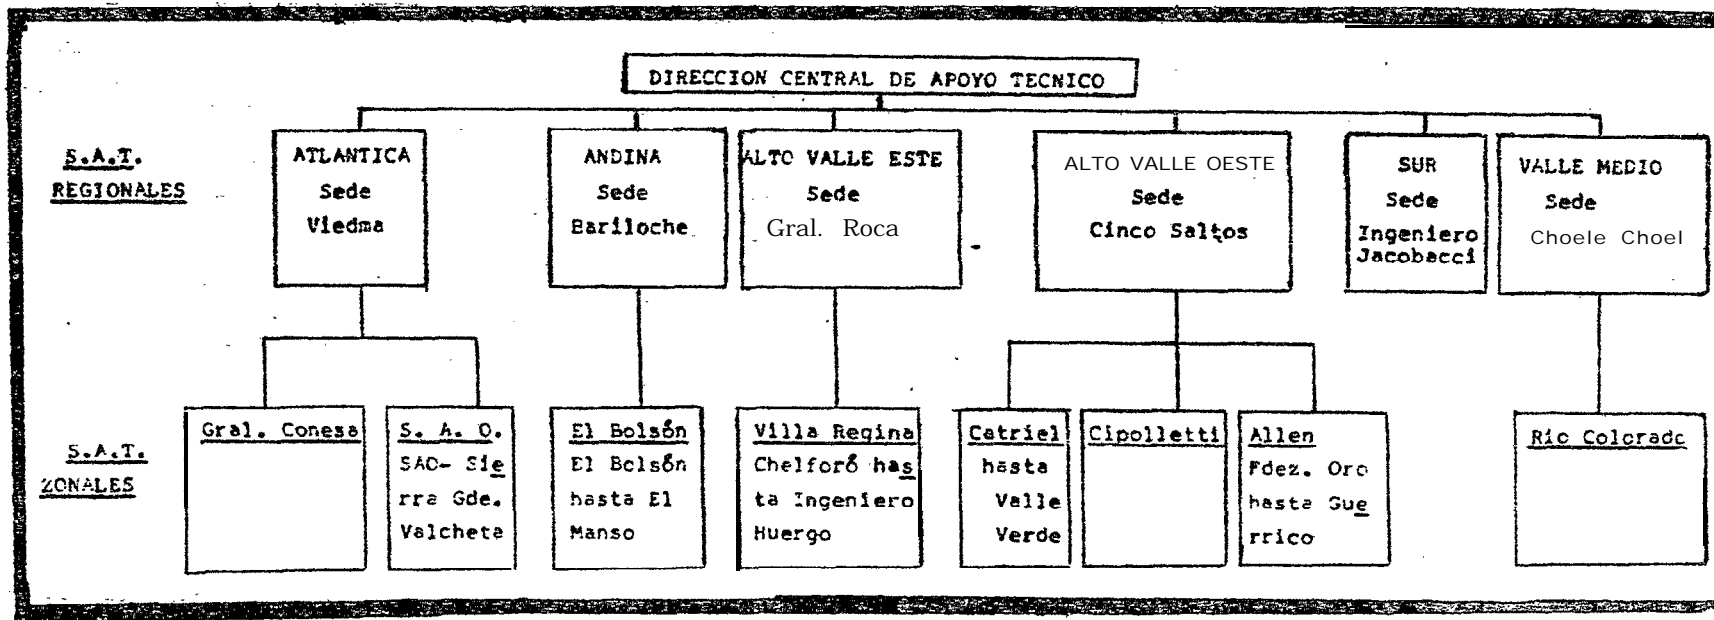 DIRECCION CENTRAL DE APOYO TECNICO
S.A.T.
REGIONALES
ATLANTICA
Sede
Viedma
ANDINA
Sede
Bariloche
ALTO VALLE ESTE
Sede
Gral. Roca
ALTO VALLE OESTE
Sede
Cinco Saltos
SUR
Sede
Ingeniero
Jacobacci
VALLE MEDIO
Sede
Choele Choel
S.A.T.
ZONALES
Gral. Conesa
S. A. O.
SAO- Sie
rra Gde.
Valcheta
El Bolsón
El Bolsón
hasta El
Manso
Villa Regina
Chelforó has
ta Ingeniero
Huergo
Catriel
hasta
Valle
Verde
Cipolletti
Allen
Fdez. Oro
hasta Gue
rrico
Rio Colorado